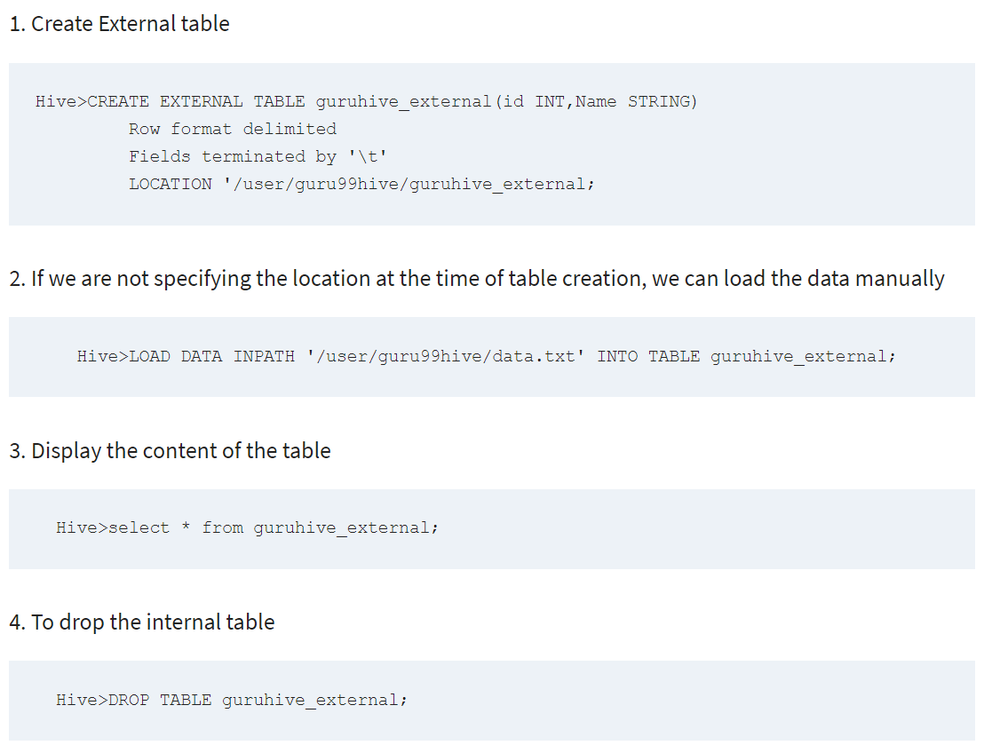 1. Create External table
Hive>CREATE EXTERNAL TABLE guruhive_external(id INT,Name STRING)
Row format delimited
Fields terminated by '\t'
LOCATION '/user/guru99hive/guruhive_external;
2. If we are not specifying the location at the time of table creation, we can load the data manually
Hive>LOAD DATA INPATH '/user/guru99hive/data.txt' INTO TABLE guruhive_external;
3. Display the content of the table
Hive>select * from guruhive_external;
4. To drop the internal table
Hive>DROP TABLE guruhive_external;